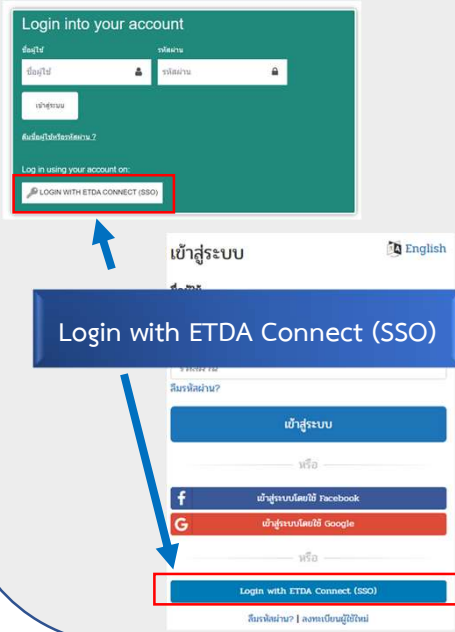 Login into your account
ชื่อผู้ใช้ รหัสผ่าน
ชื่อผู้ใช้ รหัสผ่าน
เข้าสู่ระบบ
ลืมชื่อผู้ใช้หรือรหัสผ่าน ?
Log in using your account on:
LOGIN WITH ETDA CONNECT (SSO)
เข้าสู่ระบบ English
Login with ETDA Connect (SSO)
ลืมรหัสผ่าน?
เข้าสู่ระบบ
หรือ
f เข้าสู่ระบบโดยใช้ Facebook
G เข้าสู่ระบบโดยใช้ Google
หรือ
Login with ETDA Connect (SSO)
ลืมรหัสผ่าน? | ลงทะเบียนผู้ใช้ใหม่